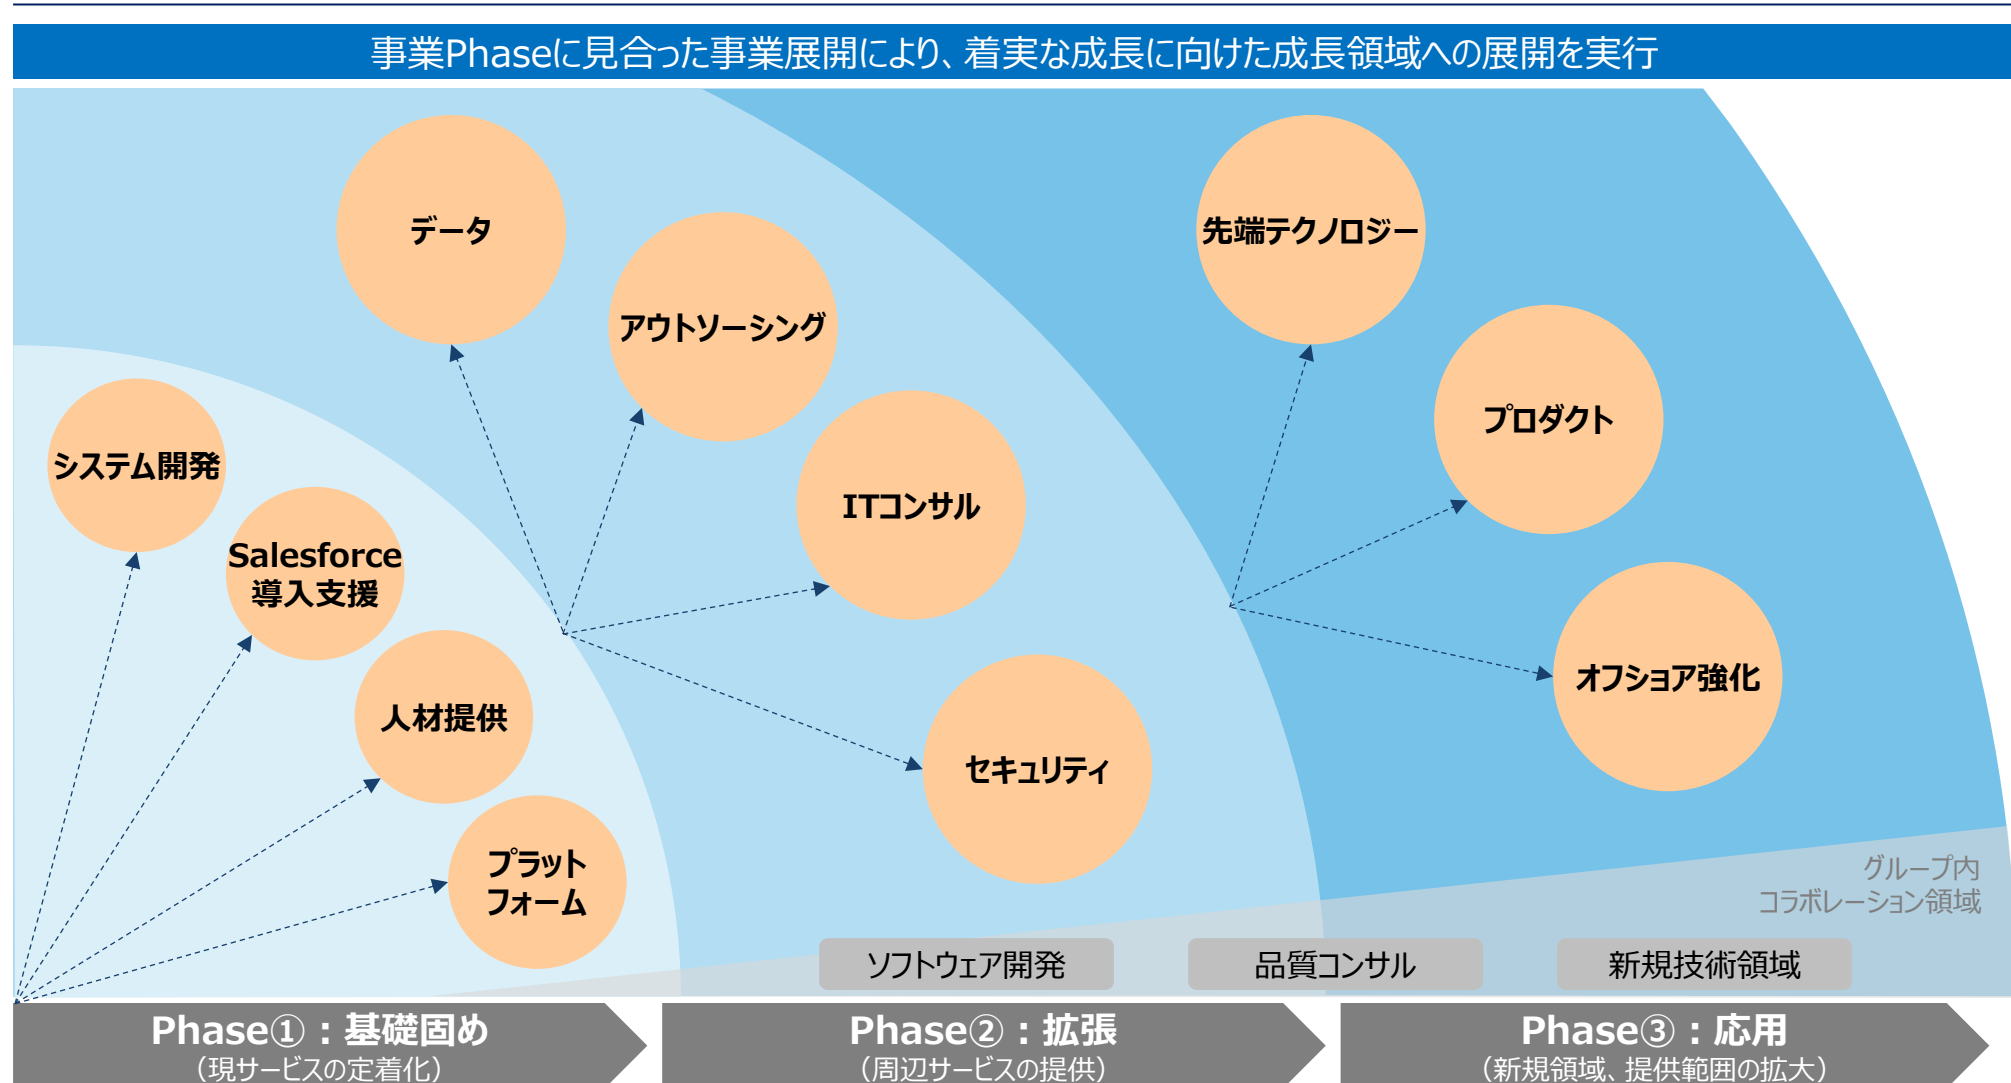 事業Phaseに見合った事業展開により、着実な成長に向けた成長領域への展開を実行
データ
先端テクノロジー
アウトソーシング
プロダクト
システム開発
ITコンサル
Salesforce
導入支援
オフショア強化
人材提供
セキュリティ
プラット
フォーム
グループ内
コラボレーション領域
ソフトウェア開発
品質コンサル
新規技術領域
Phase①：基礎固め
（現サービスの定着化）
Phase②：拡張
（周辺サービスの提供）
Phase③：応用
（新規領域、提供範囲の拡大）